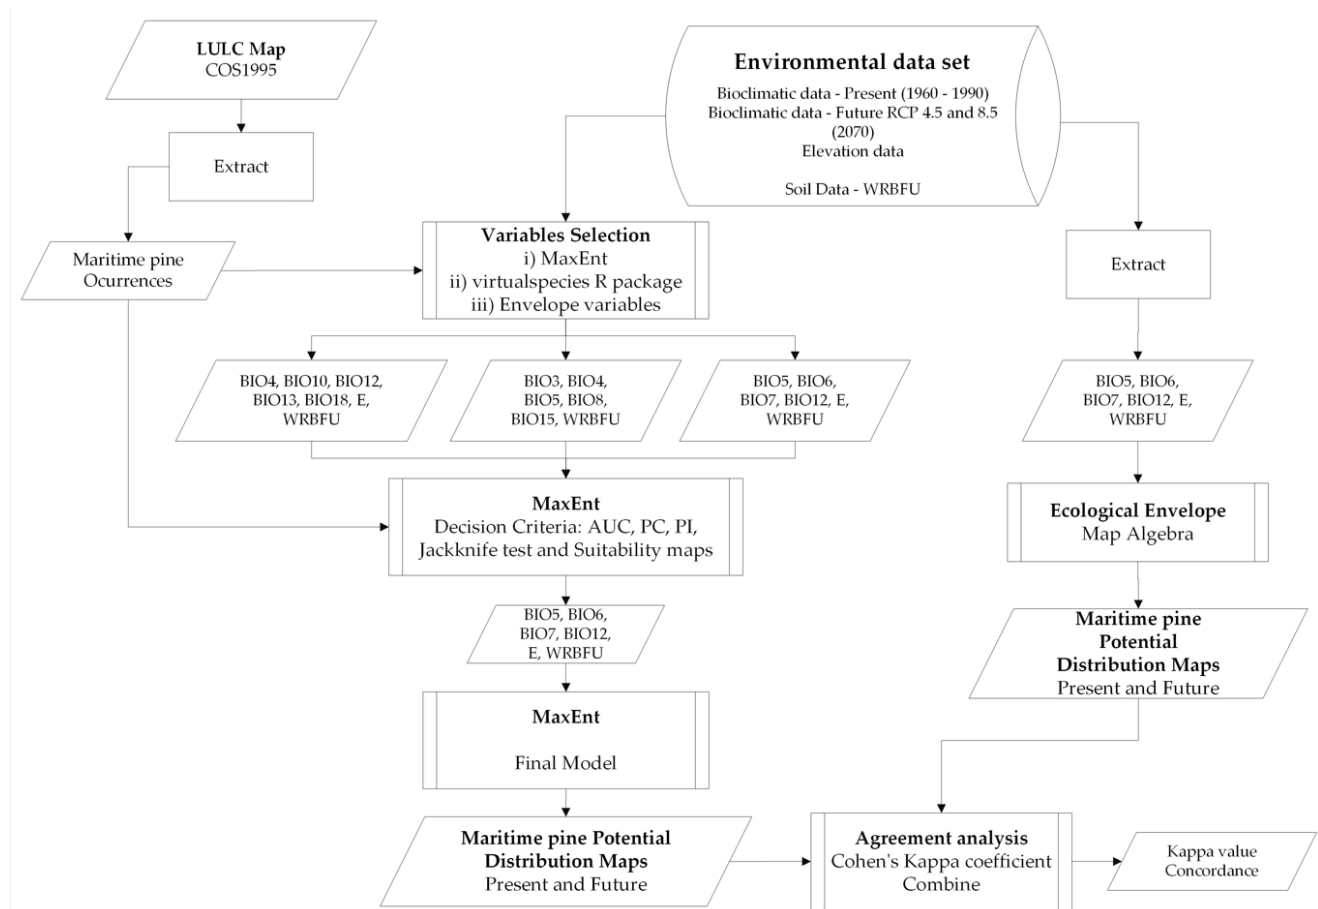 LULC Map
COS1995
Environmental data set
Bioclimatic data - Present (1960 - 1990)
Bioclimatic data - Future RCP 4.5 and 8.5
(2070)
Elevation data
Soil Data - WRBFU
Extract
Variables Selection
i) MaxEnt
ii) virtualspecies R package
iii) Envelope variables
Maritime pine
Ocurrences
Extract
BIO4, BIO10, BIO12,
BIO13, BIO18, E,
WRBFU
BIO3, BIO4,
BIO5, BIO8,
BIO15, WRBFU
BIO5, BIO6,
BIO7, BIO12, E,
WRBFU
BIO5, BIO6,
BIO7, BIO12, E,
WRBFU
MaxEnt
Decision Criteria: AUC, PC, PI,
Jackknife test and Suitability maps
Ecological Envelope
Map Algebra
BIO5, BIO6,
BIO7, BIO12,
E, WRBFU
Maritime pine
Potential
Distribution Maps
Present and Future
MaxEnt
Final Model
Maritime pine Potential
Distribution Maps
Present and Future
Agreement analysis
Cohen's Kappa coefficient
Combine
Kappa value
Concordance